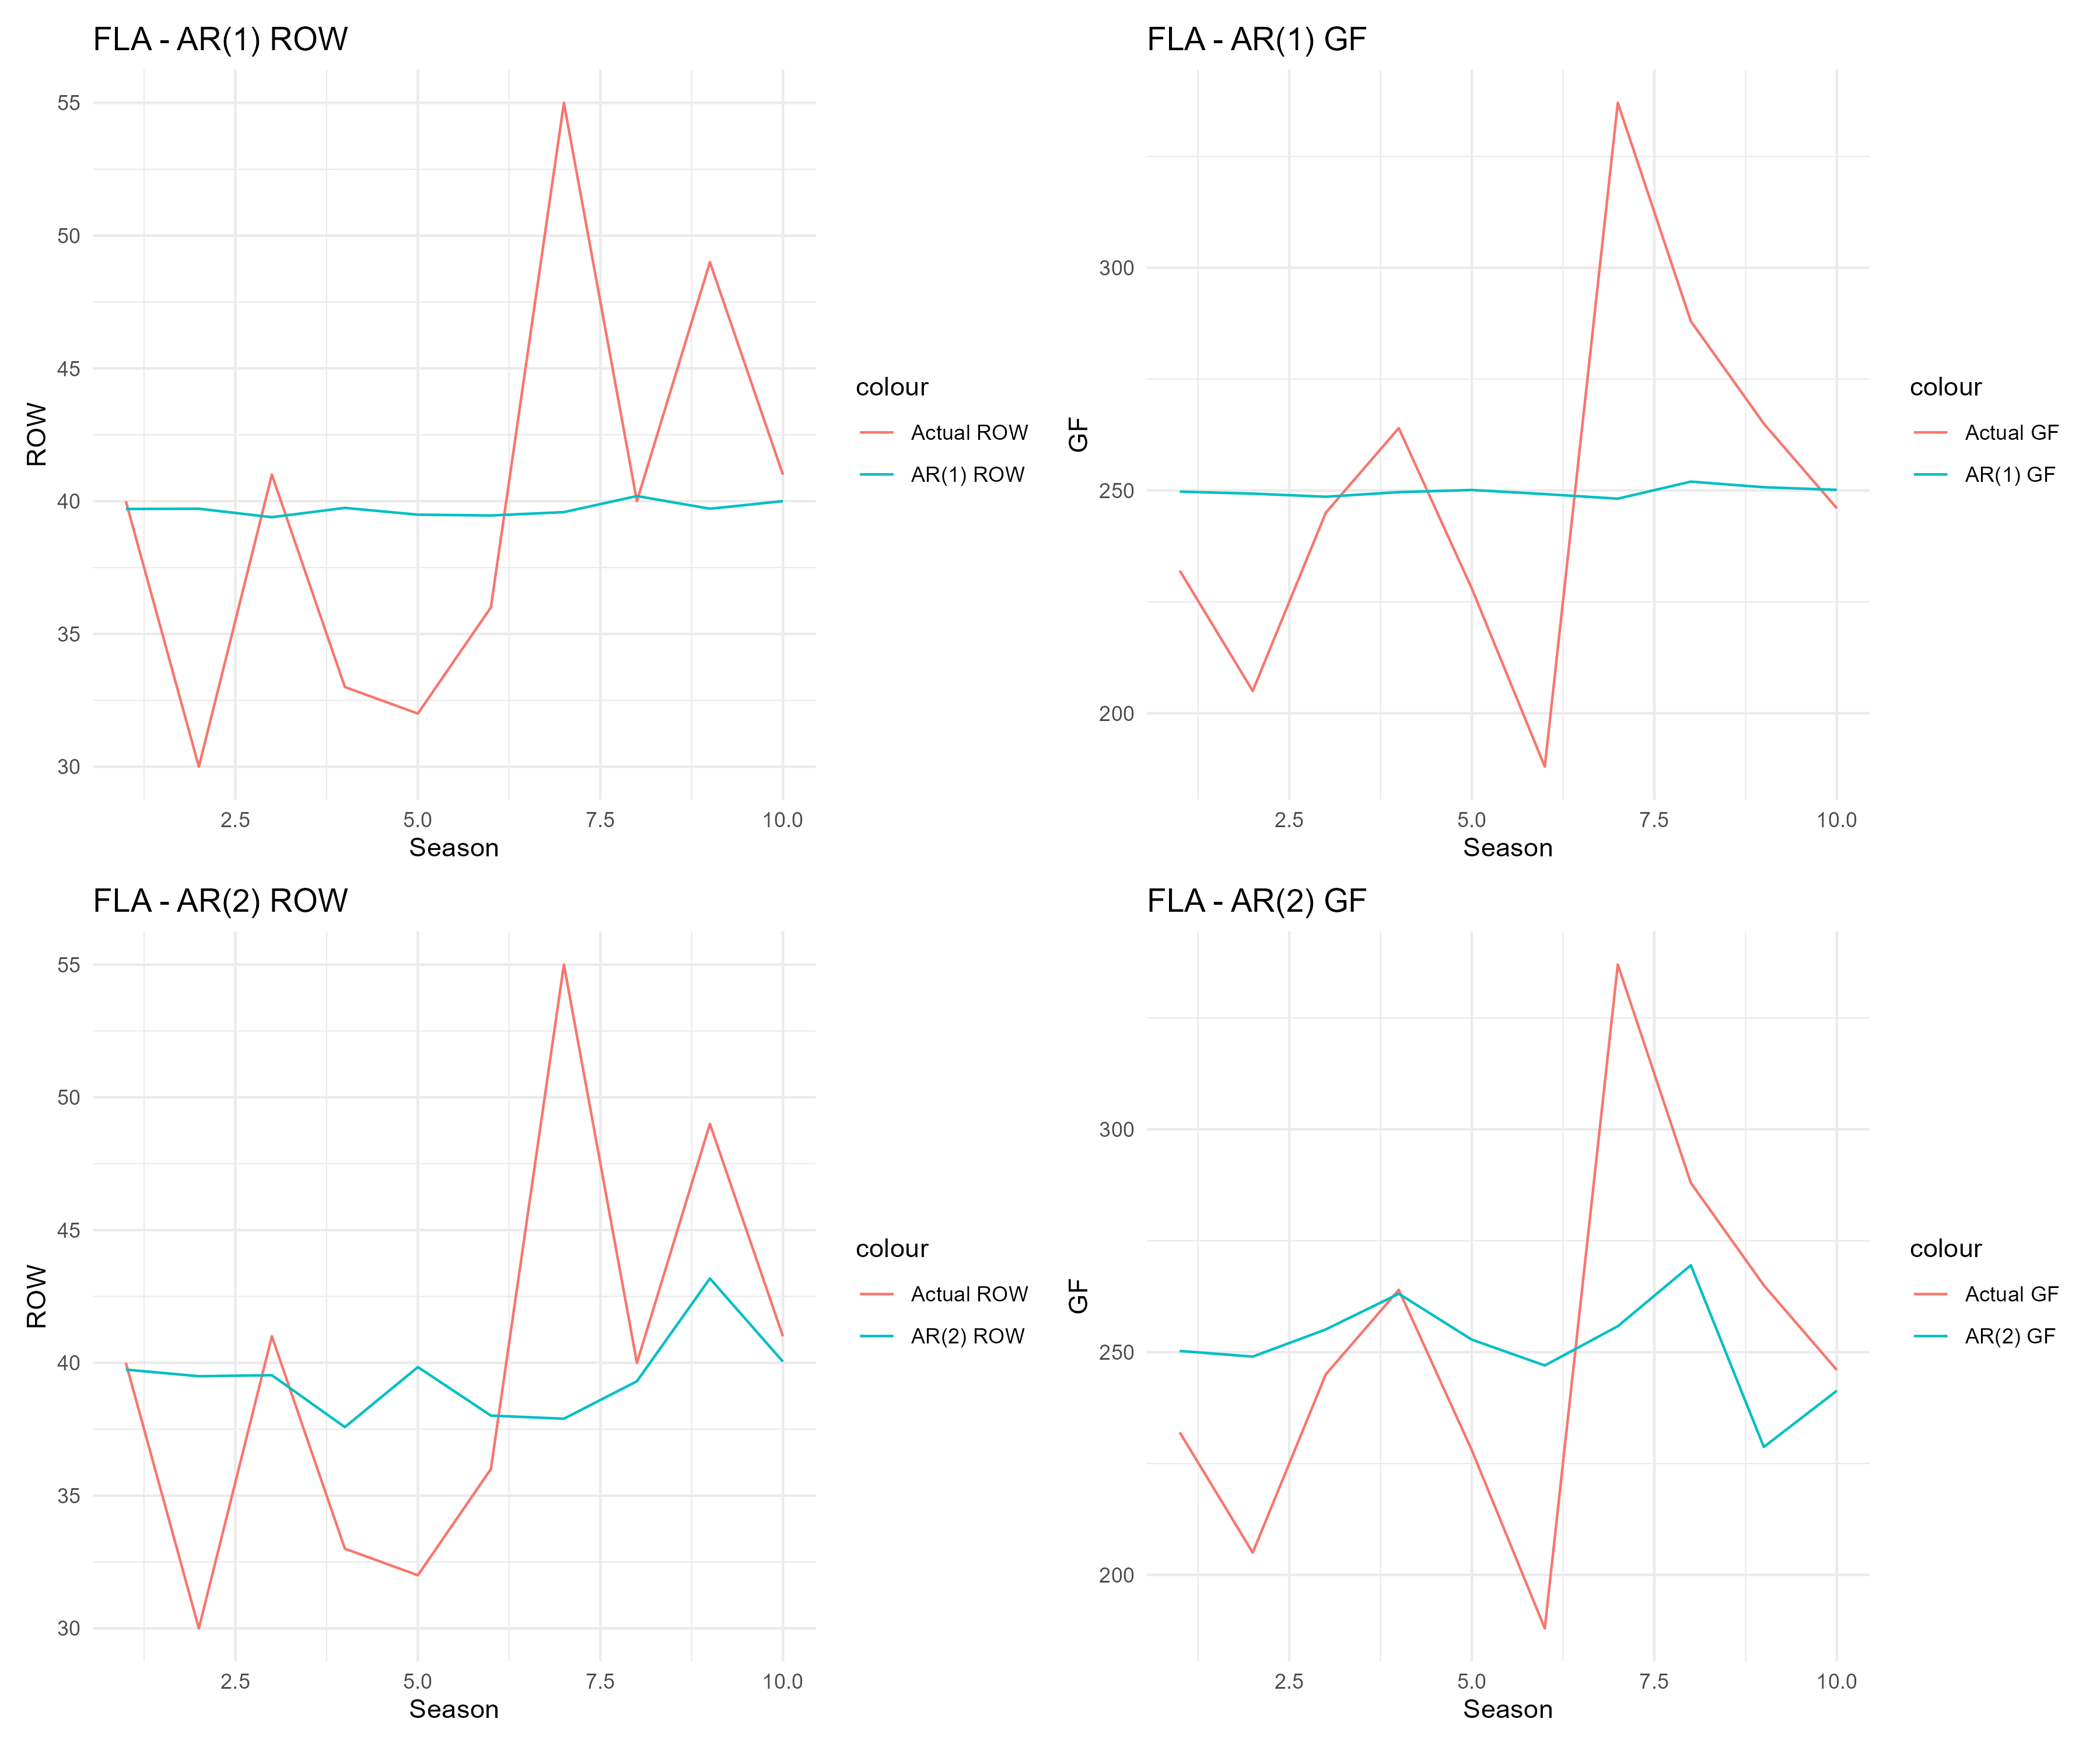 FLA - AR(1) ROW
55
50
45
40
35
30
ROW
2.5 5.0 7.5 10.0
Season
colour
Actual ROW
AR(1) ROW
FLA - AR(1) GF
300
250
200
GF
2.5 5.0 7.5 10.0
Season
colour
Actual GF
AR(1) GF
FLA - AR(2) ROW
55
50
45
40
35
30
ROW
2.5 5.0 7.5 10.0
Season
colour
Actual ROW
AR(2) ROW
FLA - AR(2) GF
300
250
200
GF
2.5 5.0 7.5 10.0
Season
colour
Actual GF
AR(2) GF